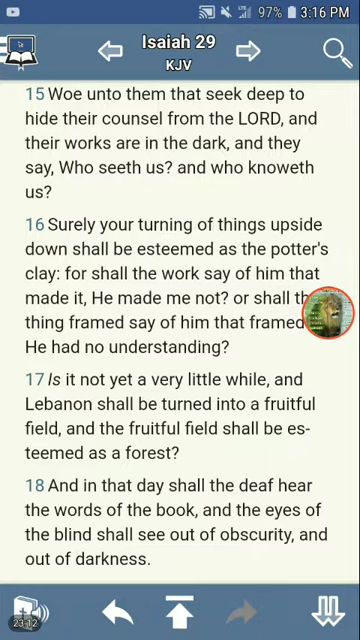 97% 3:16 PM
Isaiah 29
KJV
15 Woe unto them that seek deep to
hide their counsel from the LORD, and
their works are in the dark, and they
say, Who seeth us? and who knoweth
us?
16 Surely your turning of things upside
down shall be esteemed as the potter's
clay: for shall the work say of him that
made it, He made me not? or shall th
thing framed say of him that framed
He had no understanding?
17 Is it not yet a very little while, and
Lebanon shall be turned into a fruitful
field, and the fruitful field shall be es-
teemed as a forest?
18 And in that day shall the deaf hear
the words of the book, and the eyes of
the blind shall see out of obscurity, and
out of darkness.
23:12